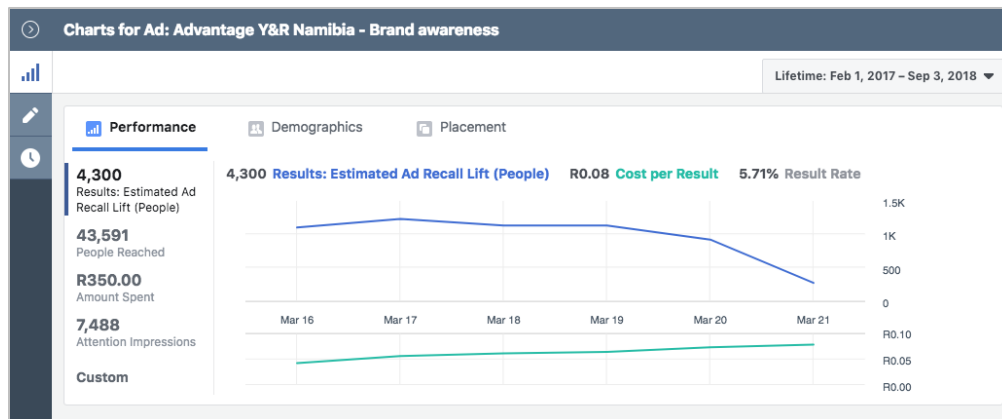 Charts for Ad: Advantage Y&R Namibia - Brand awareness
Lifetime: Feb 1, 2017 – Sep 3, 2018
Performance
Demographics
Placement
4,300
Results: Estimated Ad
Recall Lift (People)
43,591
People Reached
R350.00
Amount Spent
7,488
Attention Impressions
Custom
4,300 Results: Estimated Ad Recall Lift (People) R0.08 Cost per Result 5.71% Result Rate
1.5K
1K
500
0
Mar 16 Mar 17 Mar 18 Mar 19 Mar 20 Mar 21
R0.10
R0.05
R0.00